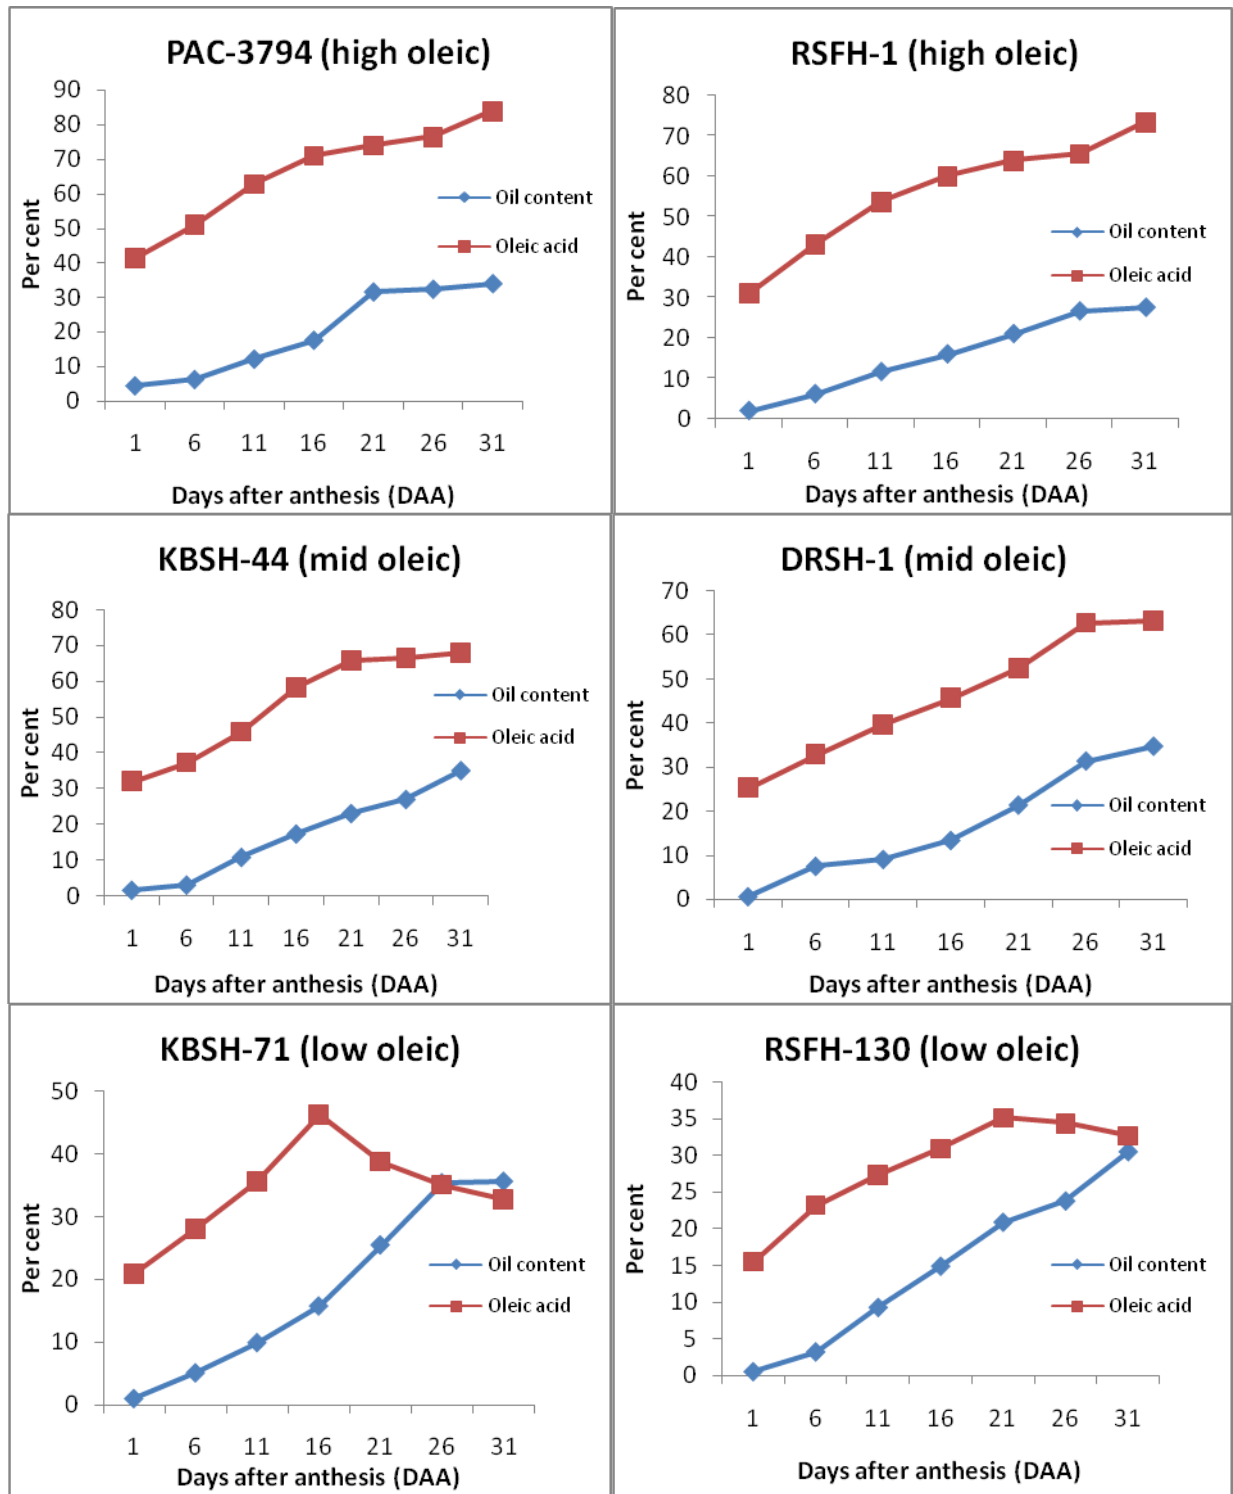 PAC-3794 (high oleic)
90
80
70
60
50
40
30
20
10
0
Per cent
Oil content
Oleic acid
1 6 11 16 21 26 31
Days after anthesis (DAA)
RSFH-1 (high oleic)
80
70
60
50
40
30
20
10
0
Per cent
Oil content
Oleic acid
1 6 11 16 21 26 31
Days after anthesis (DAA)
KBSH-44 (mid oleic)
80
70
60
50
40
30
20
10
0
Per cent
Oil content
Oleic acid
1 6 11 16 21 26 31
Days after anthesis (DAA)
DRSH-1 (mid oleic)
70
60
50
40
30
20
10
0
Per cent
Oil content
Oleic acid
1 6 11 16 21 26 31
Days after anthesis (DAA)
KBSH-71 (low oleic)
50
40
30
20
10
0
Per cent
Oil content
Oleic acid
1 6 11 16 21 26 31
Days after anthesis (DAA)
RSFH-130 (low oleic)
40
35
30
25
20
15
10
5
0
Per cent
Oil content
Oleic acid
1 6 11 16 21 26 31
Days after anthesis (DAA)